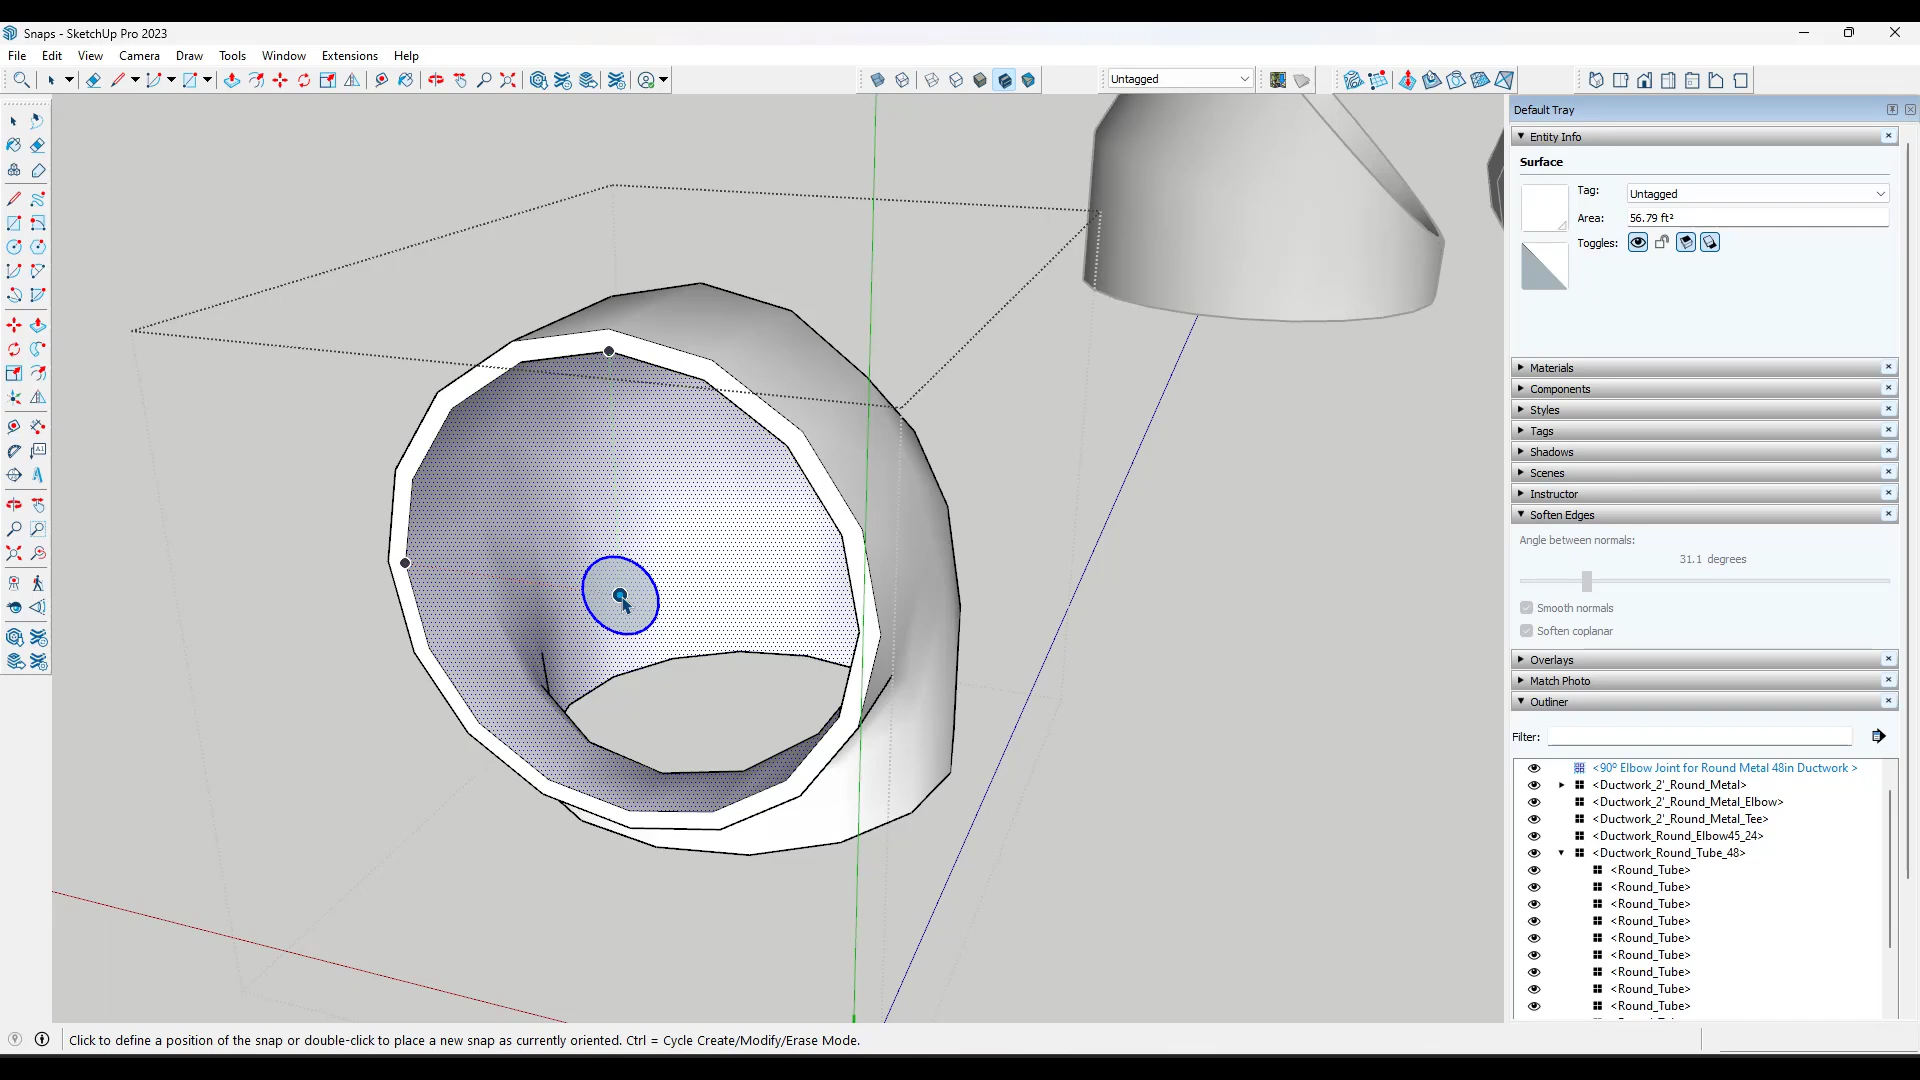 Snaps - SketchUp Pro 2023
File Edit View Camera Draw Tools Window Extensions Help
Untagged
Default Tray
Entity Info
Surface
Tag: Untagged
Area: 56.79 ft²
Toggles:
Materials
Components
Styles
Tags
Shadows
Scenes
Instructor
Soften Edges
Angle between normals:
31.1 degrees
Smooth normals
Soften coplanar
Overlays
Match Photo
Outliner
Filter:
<90º Elbow Joint for Round Metal 48in Ductwork >
<Ductwork_2'_Round_Metal>
<Ductwork_2'_Round_Metal_Elbow>
<Ductwork_2'_Round_Metal_Tee>
<Ductwork_Round_Elbow45_24>
<Ductwork_Round_Tube_48>
<Round_Tube>
<Round_Tube>
<Round_Tube>
<Round_Tube>
<Round_Tube>
<Round_Tube>
<Round_Tube>
<Round_Tube>
<Round_Tube>
Click to define a position of the snap or double-click to place a new snap as currently oriented. Ctrl = Cycle Create/Modify/Erase Mode.